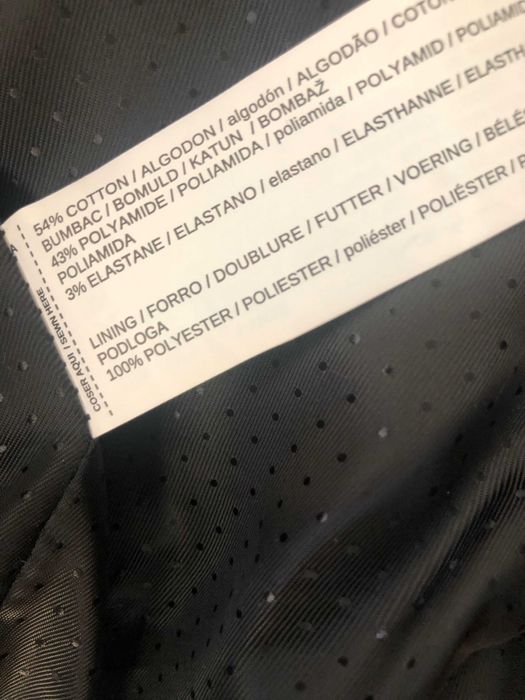 54% COTTON / ALGODON / algodón / ALGODÃO / COTON
BUMBAC / BOMULD / KATUN / BOMBAŽ
43% POLYAMIDE / POLIAMIDA / poliamida / POLYAMID / POLIAMID
POLIAMIDA
3% ELASTANE / ELASTANO / elastano / ELASTHANNE / ELASTH
LINING / FORRO / DOUBLURE / FUTTER / VOERING / BÉLÉS
PODLOGA
100% POLYESTER / POLIESTER / poliéster / POLIÉSTER /
COSER AQUI / SEWN HERE